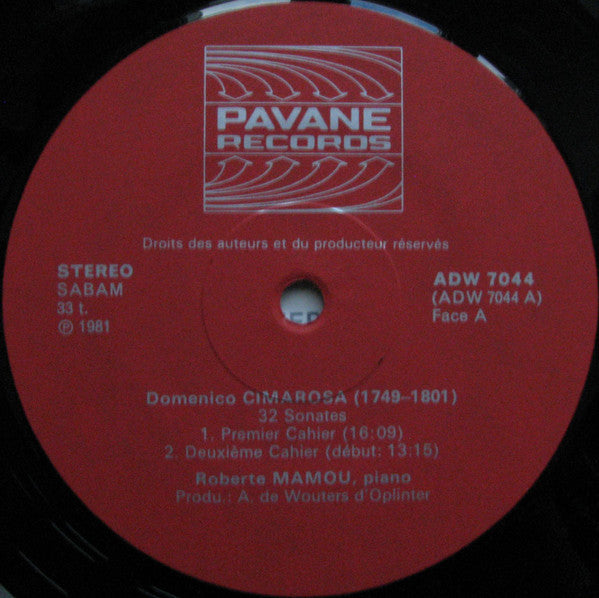 PAVANE
RECORDS
Droits des auteurs et du producteur réservés
STEREO
SABAM
33 t.
℗ 1981
ADW 7044
(ADW 7044 A)
Face A
Domenico CIMAROSA (1749–1801)
32 Sonates
1. Premier Cahier (16:09)
2. Deuxième Cahier (début: 13:15)
Roberte MAMOU, piano
Produ.: A. de Wouters d'Oplinter